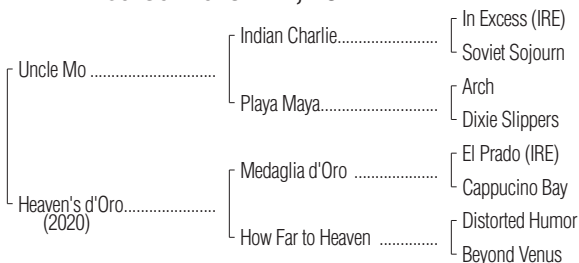 In Excess (IRE)
Indian Charlie.........................
Soviet Sojourn
Uncle Mo ...............................
Arch
Playa Maya.............................
Dixie Slippers
El Prado (IRE)
Medaglia d'Oro .....................
Cappucino Bay
Heaven's d'Oro.......................
(2020)
Distorted Humor
How Far to Heaven ...............
Beyond Venus